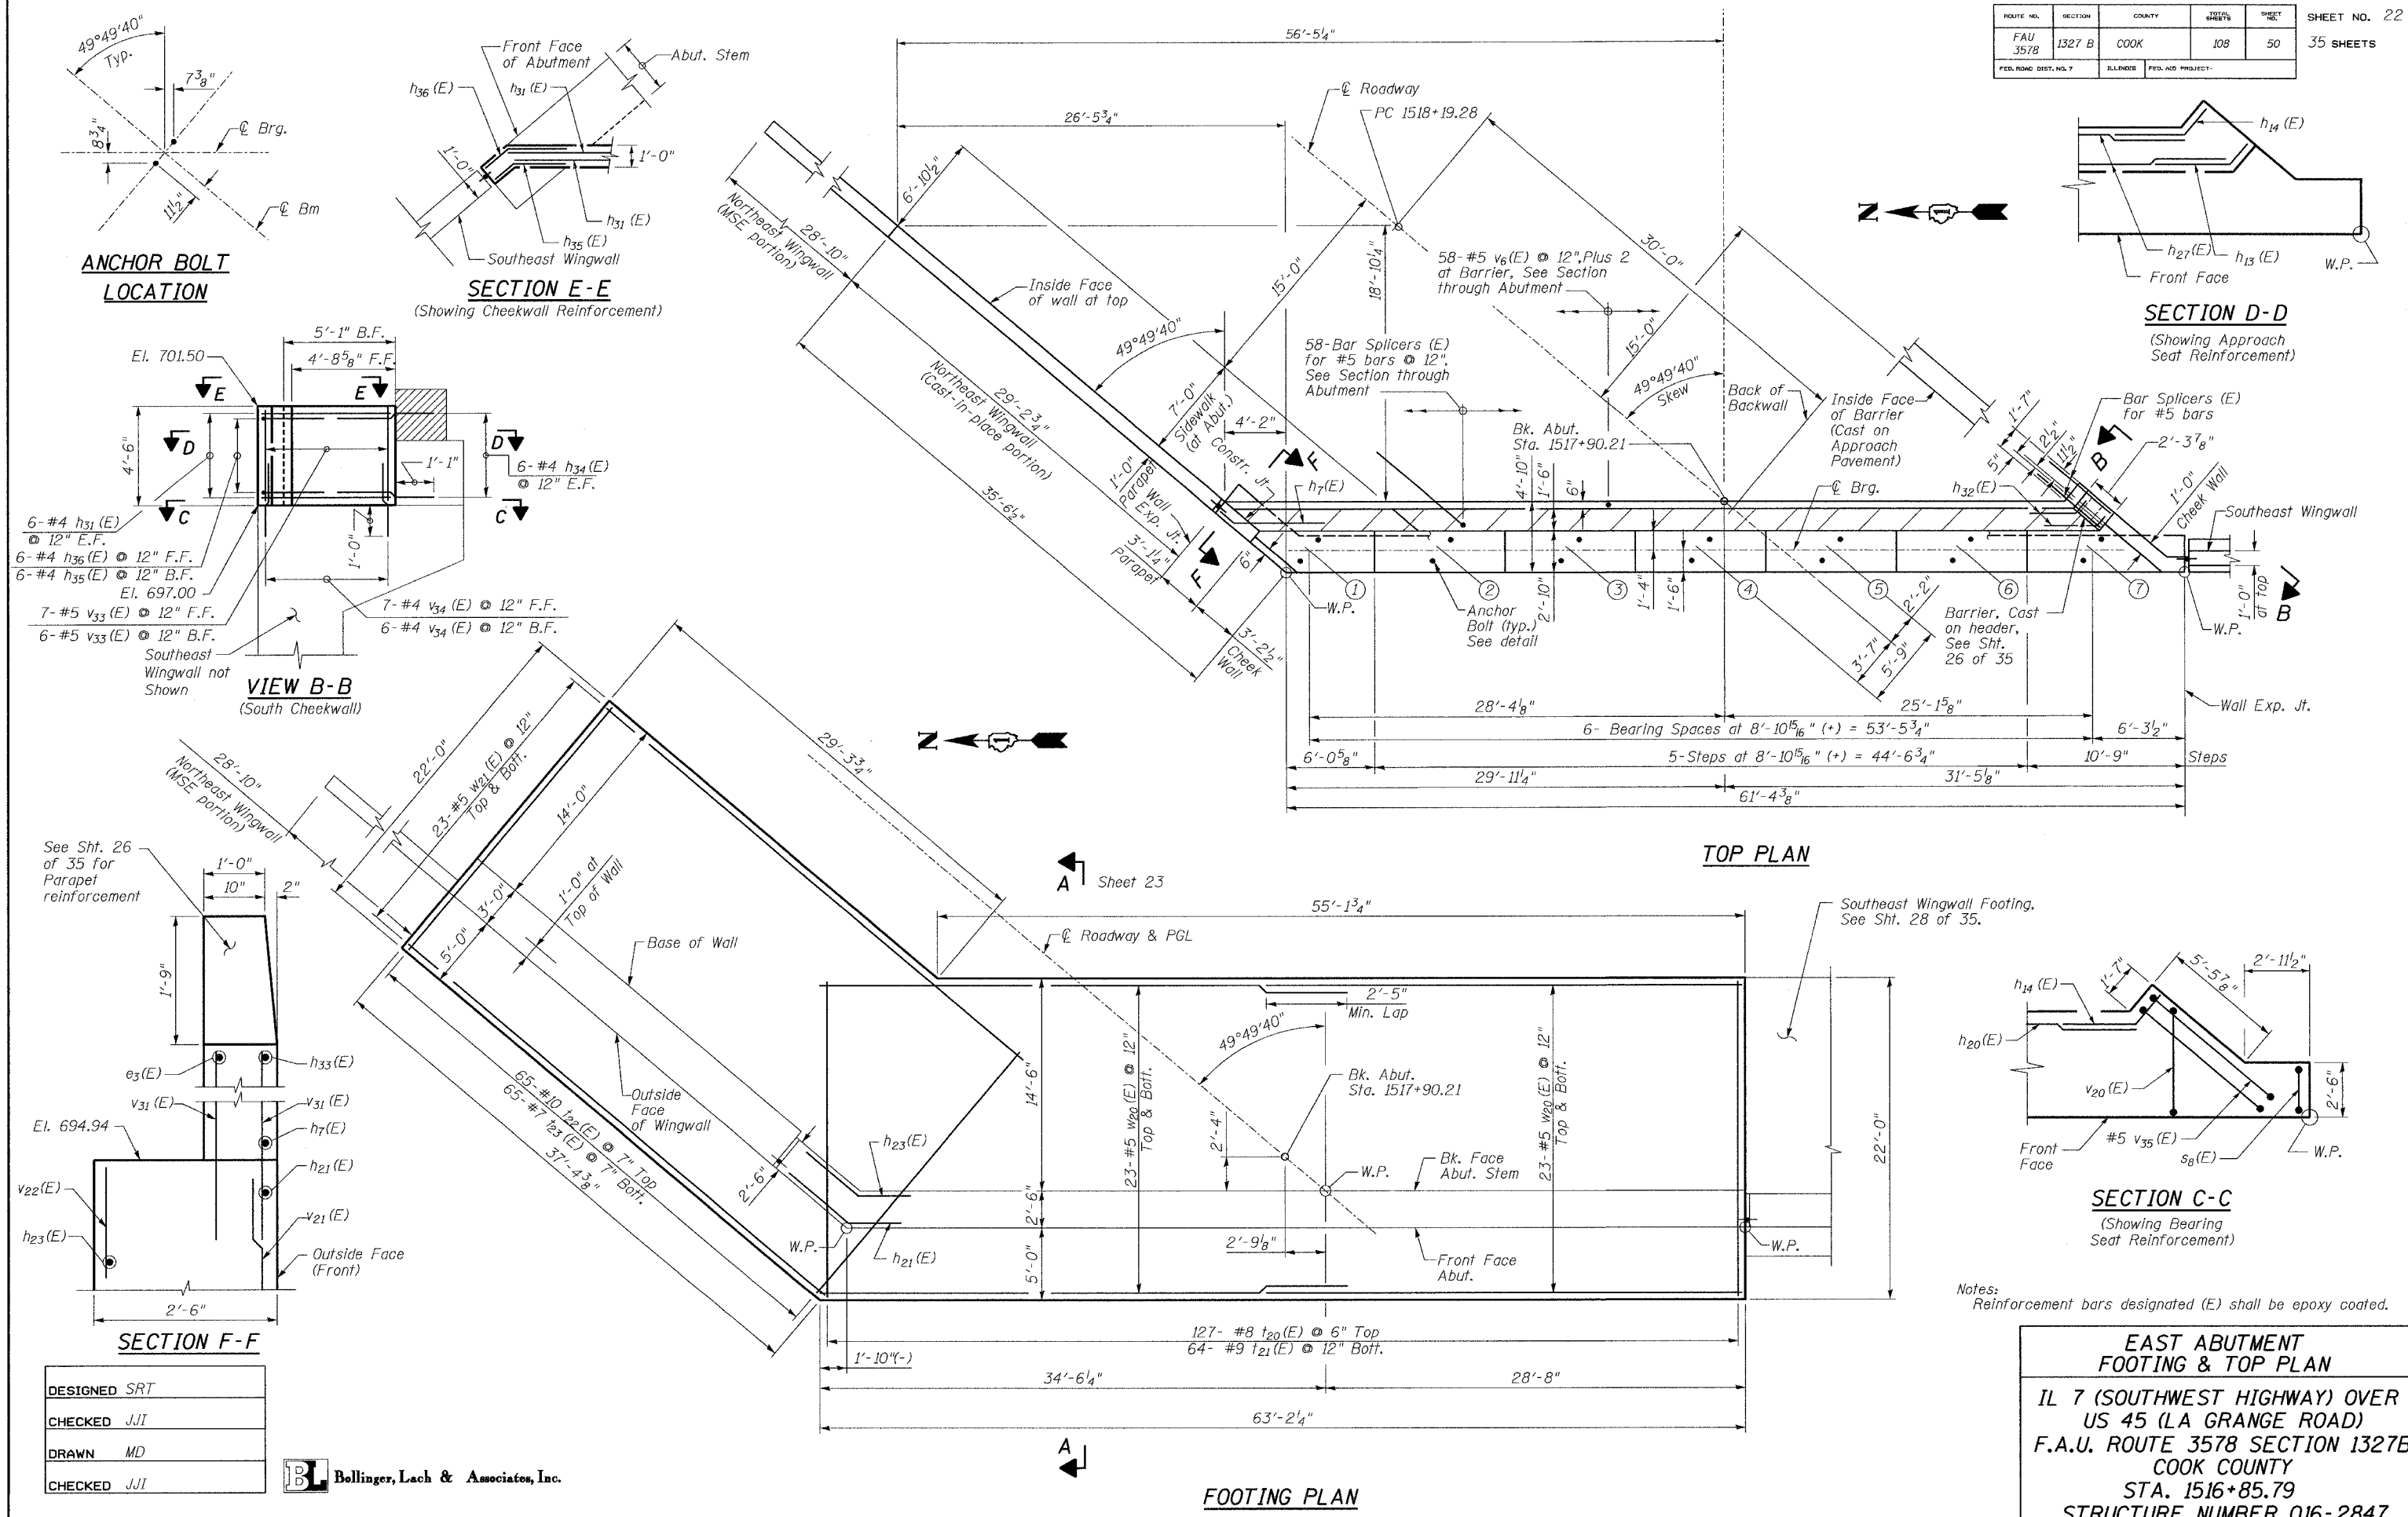 ROUTE NO. SECTION COUNTY TOTAL SHEETS SHEET NO.
FAU 3578 1327 B COOK 108 50
FED. ROAD DIST. NO. 7 ILLINOIS FED. AID PROJECT-
SHEET NO. 22
35 SHEETS
49°49'40"
Typ.
7 3/8"
8 3/4"
11 1/2"
℄ Brg.
℄ Bm
ANCHOR BOLT
LOCATION
Front Face
of Abutment
Abut. Stem
h36 (E)
h31 (E)
1'-0"
1'-0"
h31 (E)
h35 (E)
Southeast Wingwall
SECTION E-E
(Showing Cheekwall Reinforcement)
5'-1" B.F.
4'-8 5/8" F.F.
El. 701.50
E
E
D
D
C
C
4'-6"
1'-1"
1'-0"
6-#4 h34 (E)
@ 12" E.F.
6-#4 h31 (E)
@ 12" E.F.
6-#4 h36 (E) @ 12" F.F.
6-#4 h35 (E) @ 12" B.F.
El. 697.00
7-#5 v33 (E) @ 12" F.F.
6-#5 v33 (E) @ 12" B.F.
7-#4 v34 (E) @ 12" F.F.
6-#4 v34 (E) @ 12" B.F.
Southeast
Wingwall not
Shown
VIEW B-B
(South Cheekwall)
56'-5 1/4"
26'-5 3/4"
℄ Roadway
PC 1518+19.28
6'-10 1/2"
Northeast Wingwall
(MSE portion)
28'-10"
Inside Face
of wall at top
15'-0"
18'-10 1/4"
30'-0"
15'-0"
58-#5 v6(E) @ 12",Plus 2
at Barrier, See Section
through Abutment
49°49'40"
58-Bar Splicers (E)
for #5 bars @ 12",
See Section through
Abutment
49°49'40"
Skew
Back of
Backwall
Inside Face
of Barrier
(Cast on
Approach
Pavement)
Bar Splicers (E)
for #5 bars
1'-7"
2 1/2"
11 1/2"
5"
B
2'-3 7/8"
1'-0"
Cheek Wall
Southeast Wingwall
Northeast Wingwall
(Cast-in-place portion)
29'-2 3/4"
35'-6 1/2"
7'-0"
Sidewalk
(at Abut.)
4'-2"
Constr. Jt.
F
1'-0"
Parapet
Wall
Exp. Jt.
3'-1 1/4"
Parapet
F
6"
h7(E)
Bk. Abut.
Sta. 1517+90.21
4'-10"
1'-6"
6"
2'-10"
1'-4"
1'-6"
℄ Brg.
h32(E)
1 2 3 4 5 6 7
W.P.
Anchor
Bolt (typ.)
See detail
3'-2 1/2"
Cheek
Wall
2'-2"
3'-7"
5'-9"
Barrier, Cast
on header,
See Sht.
26 of 35
W.P.
1'-0"
at top
B
28'-4 1/8"
25'-1 5/8"
Wall Exp. Jt.
6- Bearing Spaces at 8'-10 15/16" (+) = 53'-5 3/4"
6'-3 1/2"
6'-0 5/8"
5-Steps at 8'-10 15/16" (+) = 44'-6 3/4"
10'-9"
Steps
29'-11 1/4"
31'-5 1/8"
61'-4 3/8"
TOP PLAN
N
h14 (E)
h27(E)
h13 (E)
Front Face
W.P.
SECTION D-D
(Showing Approach
Seat Reinforcement)
N
28'-10"
Northeast Wingwall
(MSE portion)
22'-0"
23-#5 w21(E) @ 12"
Top & Bott.
14'-0"
3'-0"
5'-0"
1'-0" at
Top of Wall
29'-3 3/4"
A
Sheet 23
55'-1 3/4"
℄ Roadway & PGL
Base of Wall
Southeast Wingwall Footing,
See Sht. 28 of 35.
2'-5"
Min. Lap
49°49'40"
14'-6"
23-#5 w20(E) @ 12"
Top & Bott.
23-#5 w20(E) @ 12"
Top & Bott.
22'-0"
Outside
Face
of Wingwall
65-#10 t22(E) @ 7" Top
65-#7 t23(E) @ 7" Bott.
37'-4 3/8"
2'-6"
h23(E)
Bk. Abut.
Sta. 1517+90.21
2'-4"
W.P.
Bk. Face
Abut. Stem
2'-6"
W.P.
h21(E)
5'-0"
2'-9 1/8"
Front Face
Abut.
W.P.
127- #8 t20(E) @ 6" Top
64- #9 t21(E) @ 12" Bott.
1'-10"(-)
34'-6 1/4"
28'-8"
63'-2 1/4"
A
FOOTING PLAN
See Sht. 26
of 35 for
Parapet
reinforcement
1'-0"
10"
2"
1'-9"
e3(E)
h33(E)
v31(E)
v31(E)
El. 694.94
h7(E)
h21(E)
v22(E)
v21(E)
h23(E)
Outside Face
(Front)
2'-6"
SECTION F-F
h14(E)
1'-7"
5'-5 7/8"
2'-11 1/2"
h20(E)
v20(E)
2'-6"
Front
Face
#5 v35(E)
s8(E)
W.P.
SECTION C-C
(Showing Bearing
Seat Reinforcement)
Notes:
Reinforcement bars designated (E) shall be epoxy coated.
DESIGNED SRT
CHECKED JJI
DRAWN MD
CHECKED JJI
BL Bollinger, Lach & Associates, Inc.
EAST ABUTMENT
FOOTING & TOP PLAN
IL 7 (SOUTHWEST HIGHWAY) OVER
US 45 (LA GRANGE ROAD)
F.A.U. ROUTE 3578 SECTION 1327B
COOK COUNTY
STA. 1516+85.79
STRUCTURE NUMBER 016-2847